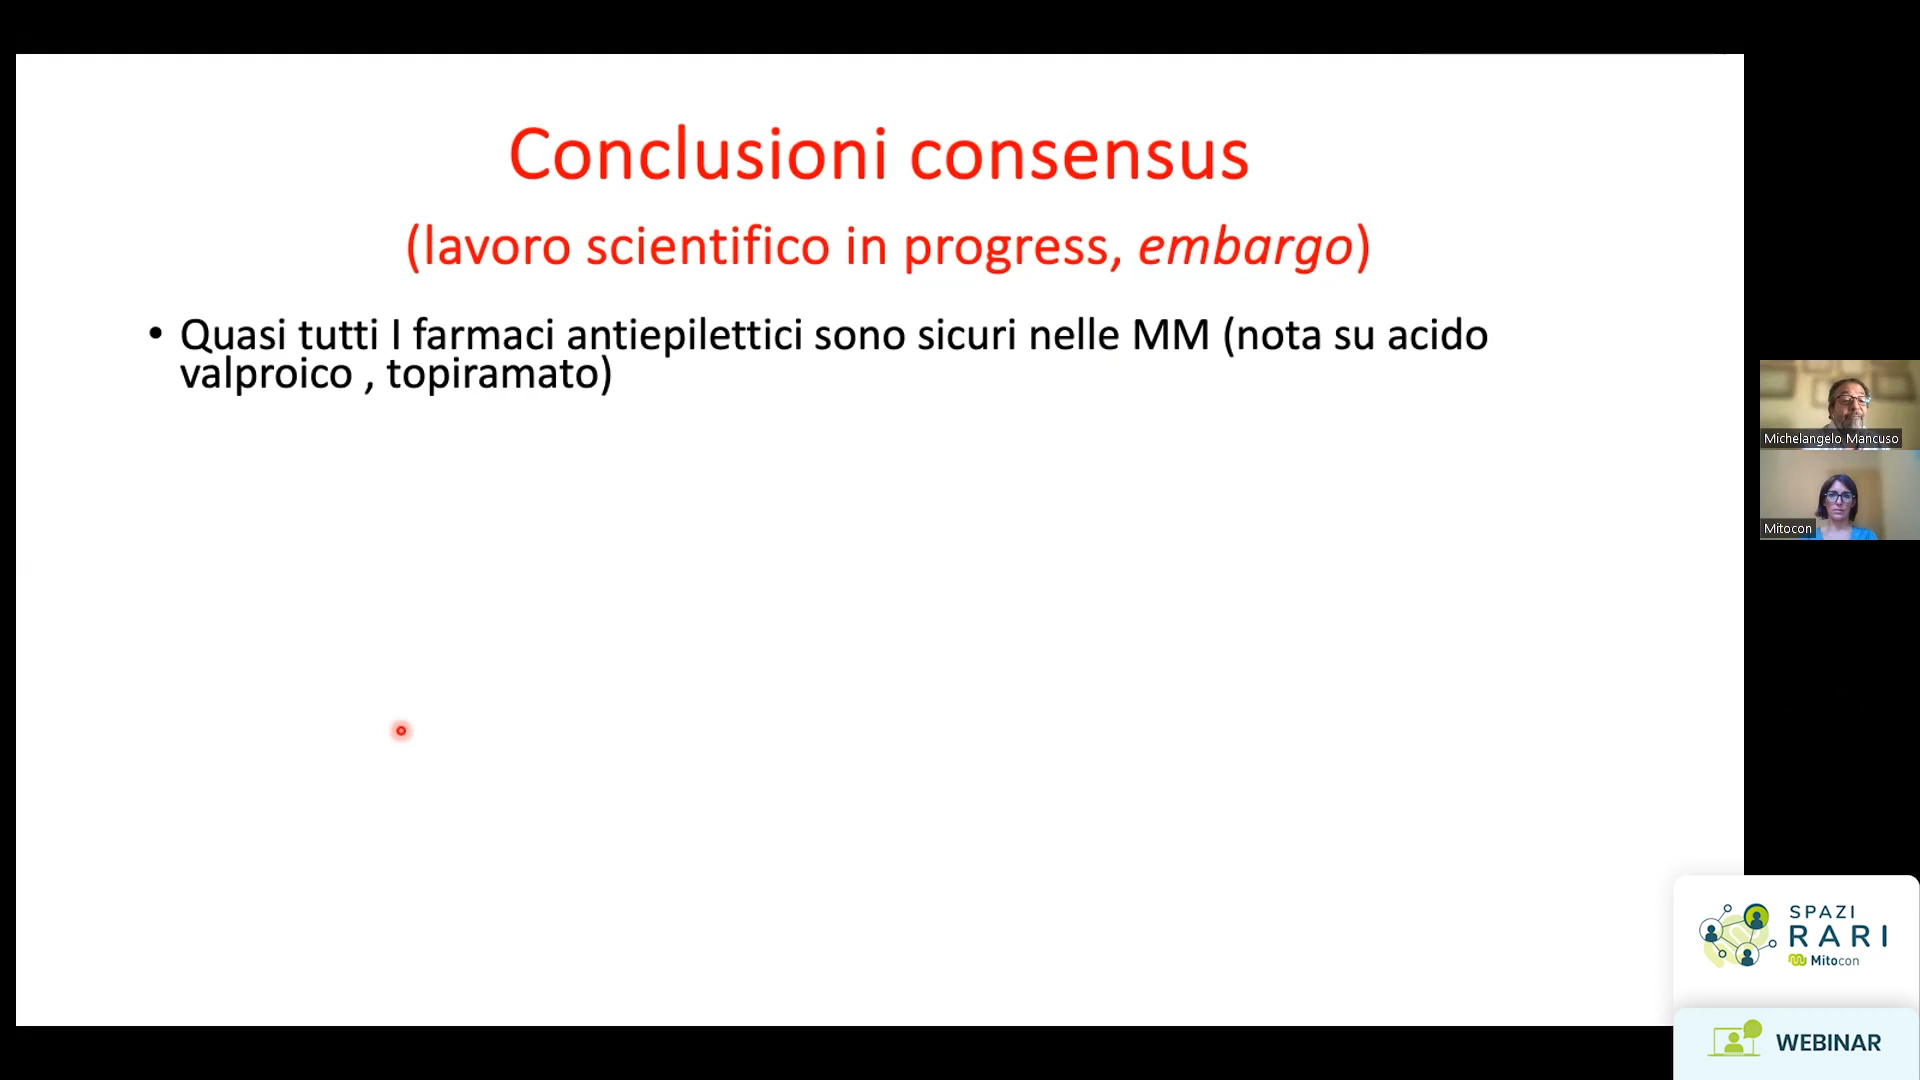 Conclusioni consensus
(lavoro scientifico in progress, embargo)
• Quasi tutti I farmaci antiepilettici sono sicuri nelle MM (nota su acido
valproico , topiramato)
Michelangelo Mancuso
Mitocon
SPAZI
RARI
Mitocon
WEBINAR